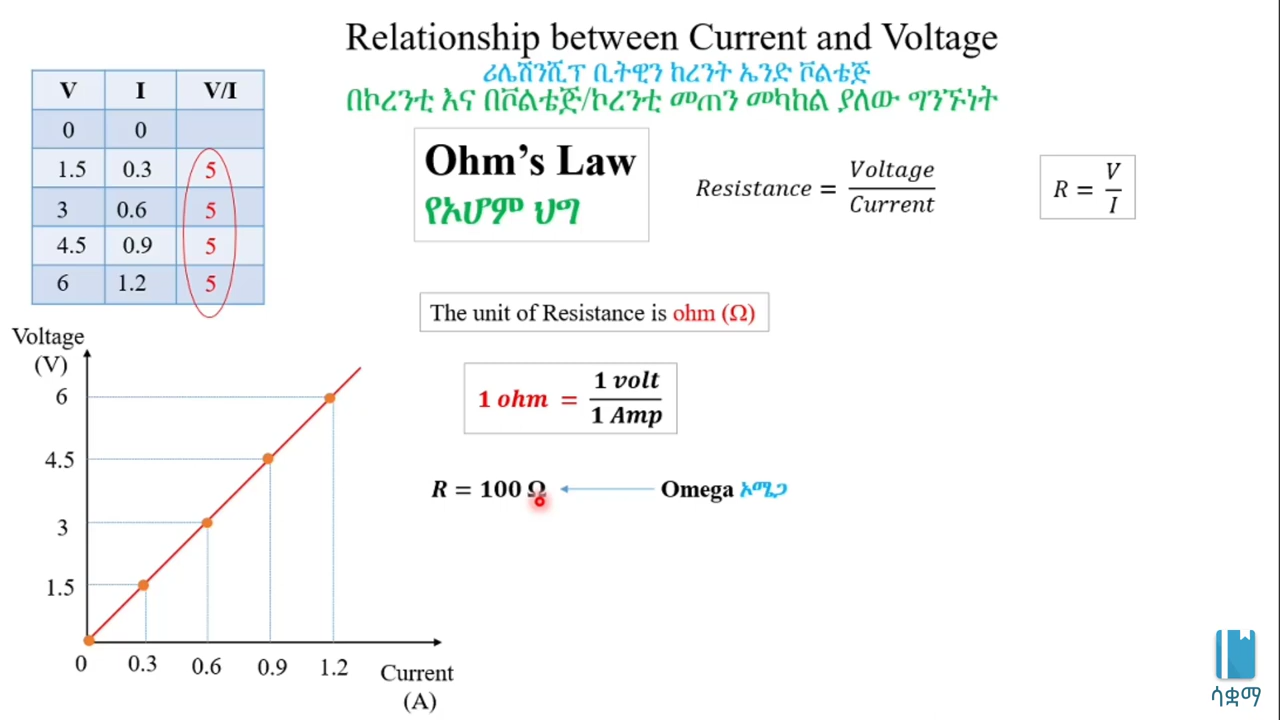 Relationship between Current and Voltage
ሪሌሽንሺፕ ቢትዊን ከረንት ኤንድ ቮልቴጅ
በኮረንቲ እና በቮልቴጅ/ኮረንቲ መጠን መካከል ያለው ግንኙነት
V I V/I
0 0
1.5 0.3 5
3 0.6 5
4.5 0.9 5
6 1.2 5
Ohm's Law
የኦሆም ህግ
Resistance = Voltage / Current
R = V / I
The unit of Resistance is ohm (Ω)
1 ohm = 1 volt / 1 Amp
R = 100 Ω
Omega ኦሜጋ
Voltage
(V)
6
4.5
3
1.5
0 0.3 0.6 0.9 1.2
Current
(A)
ሳቋማ